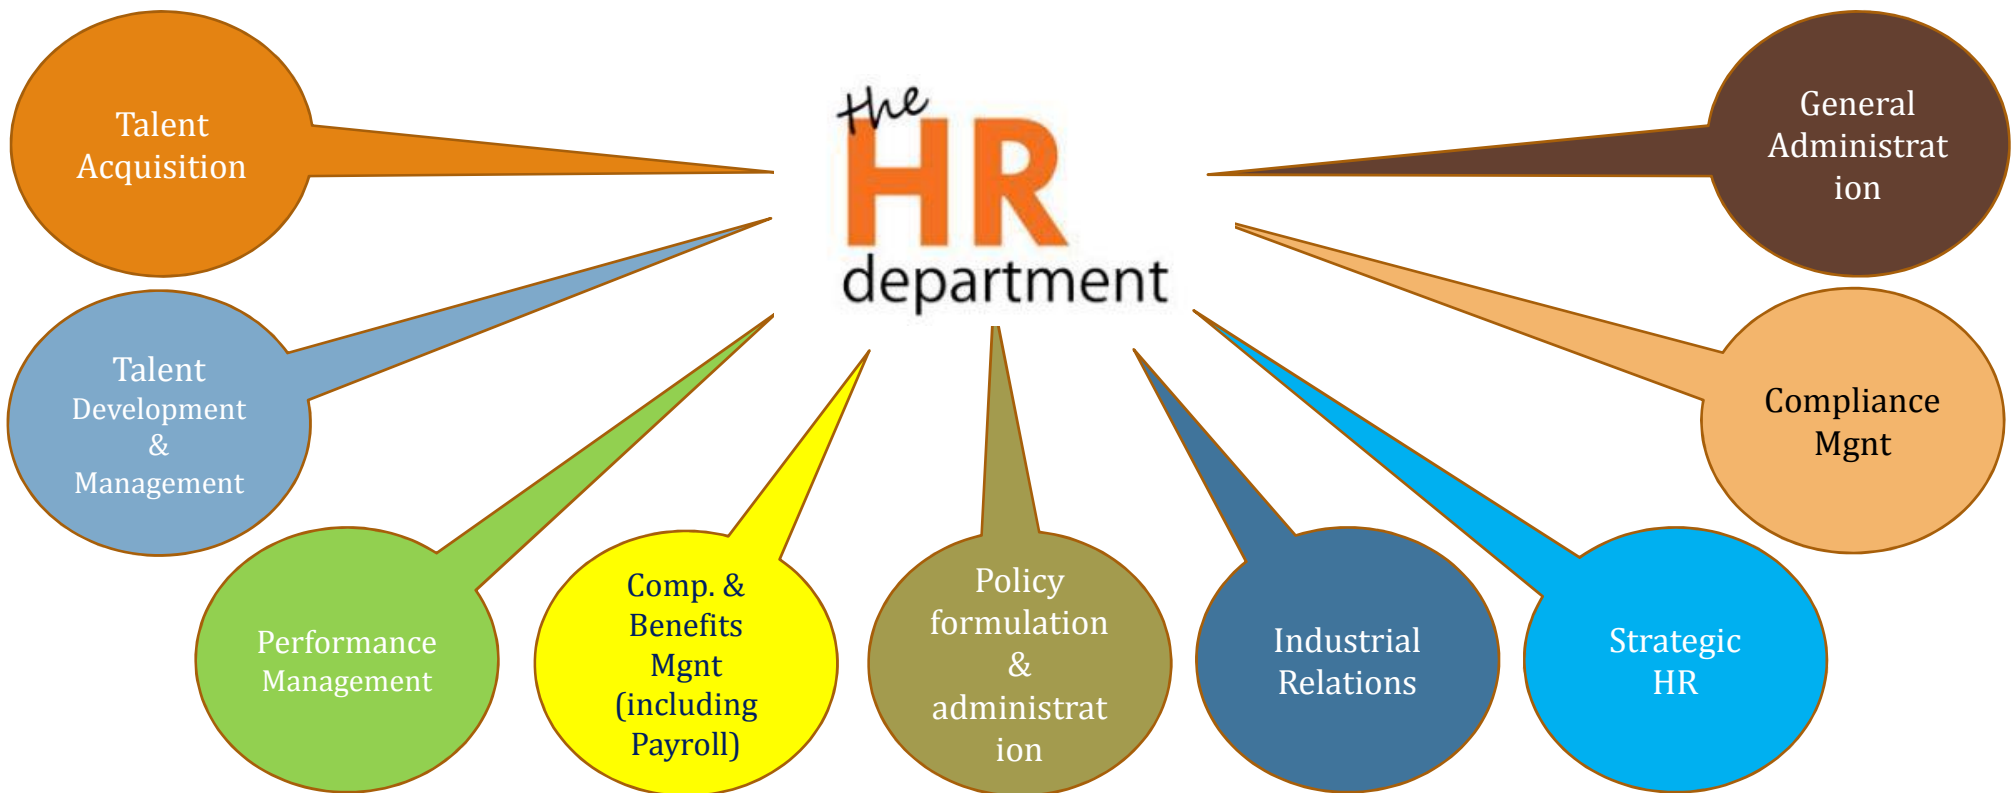 the
HR
department
Talent
Acquisition
Talent
Development
&
Management
Performance
Management
Comp. &
Benefits
Mgnt
(including
Payroll)
Policy
formulation
&
administrat
ion
Industrial
Relations
Strategic
HR
Compliance
Mgnt
General
Administrat
ion